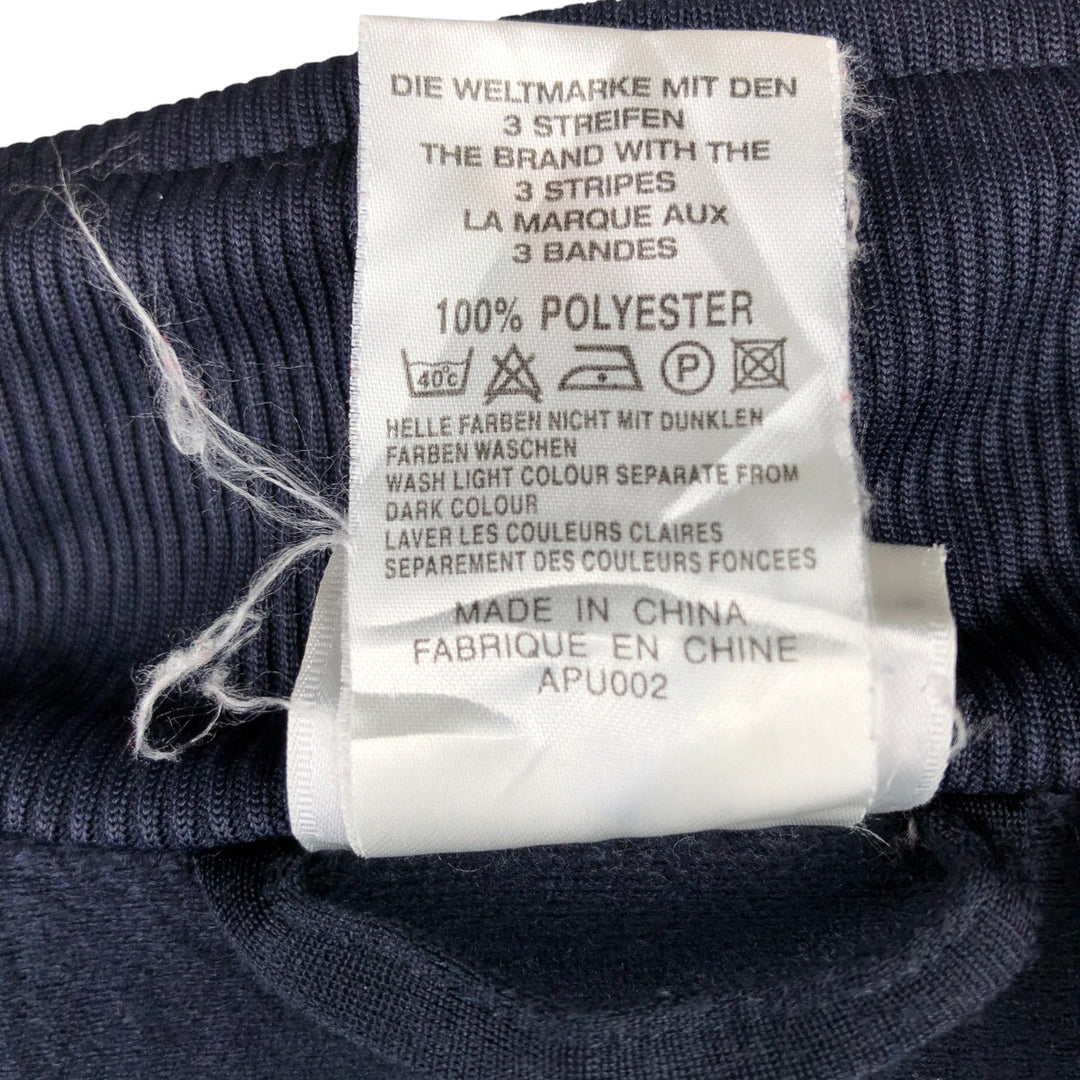 DIE WELTMARKE MIT DEN
3 STREIFEN
THE BRAND WITH THE
3 STRIPES
LA MARQUE AUX
3 BANDES
100% POLYESTER
40°c P
HELLE FARBEN NICHT MIT DUNKLEN
FARBEN WASCHEN
WASH LIGHT COLOUR SEPARATE FROM
DARK COLOUR
LAVER LES COULEURS CLAIRES
SEPAREMENT DES COULEURS FONCEES
MADE IN CHINA
FABRIQUE EN CHINE
APU002